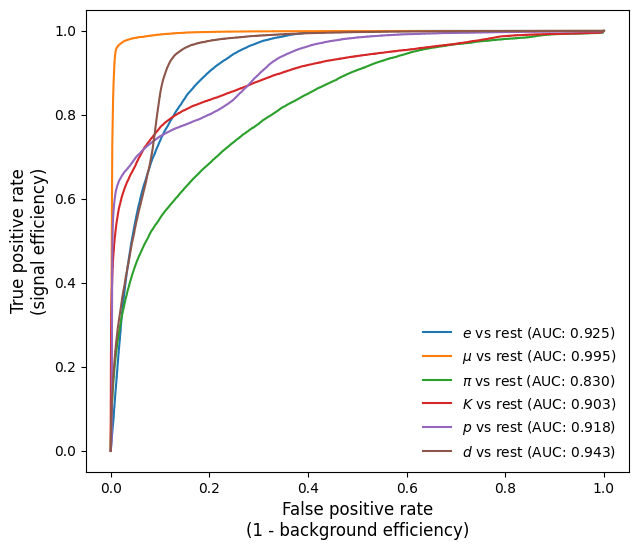 1.0
0.8
0.6
0.4
0.2
0.0
True positive rate
(signal efficiency)
e vs rest (AUC: 0.925)
μ vs rest (AUC: 0.995)
π vs rest (AUC: 0.830)
K vs rest (AUC: 0.903)
p vs rest (AUC: 0.918)
d vs rest (AUC: 0.943)
0.0 0.2 0.4 0.6 0.8 1.0
False positive rate
(1 - background efficiency)